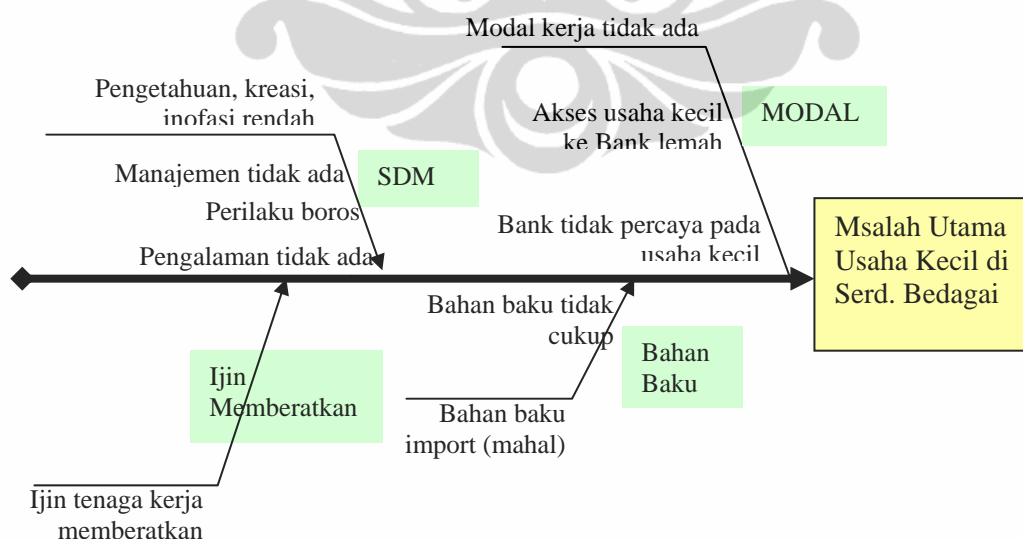 Modal kerja tidak ada
Pengetahuan, kreasi,
inofasi rendah
Akses usaha kecil
ke Bank lemah
MODAL
Manajemen tidak ada
SDM
Perilaku boros
Bank tidak percaya pada
usaha kecil
Pengalaman tidak ada
Msalah Utama
Usaha Kecil di
Serd. Bedagai
Bahan baku tidak
cukup
Bahan
Baku
Ijin
Memberatkan
Bahan baku
import (mahal)
Ijin tenaga kerja
memberatkan